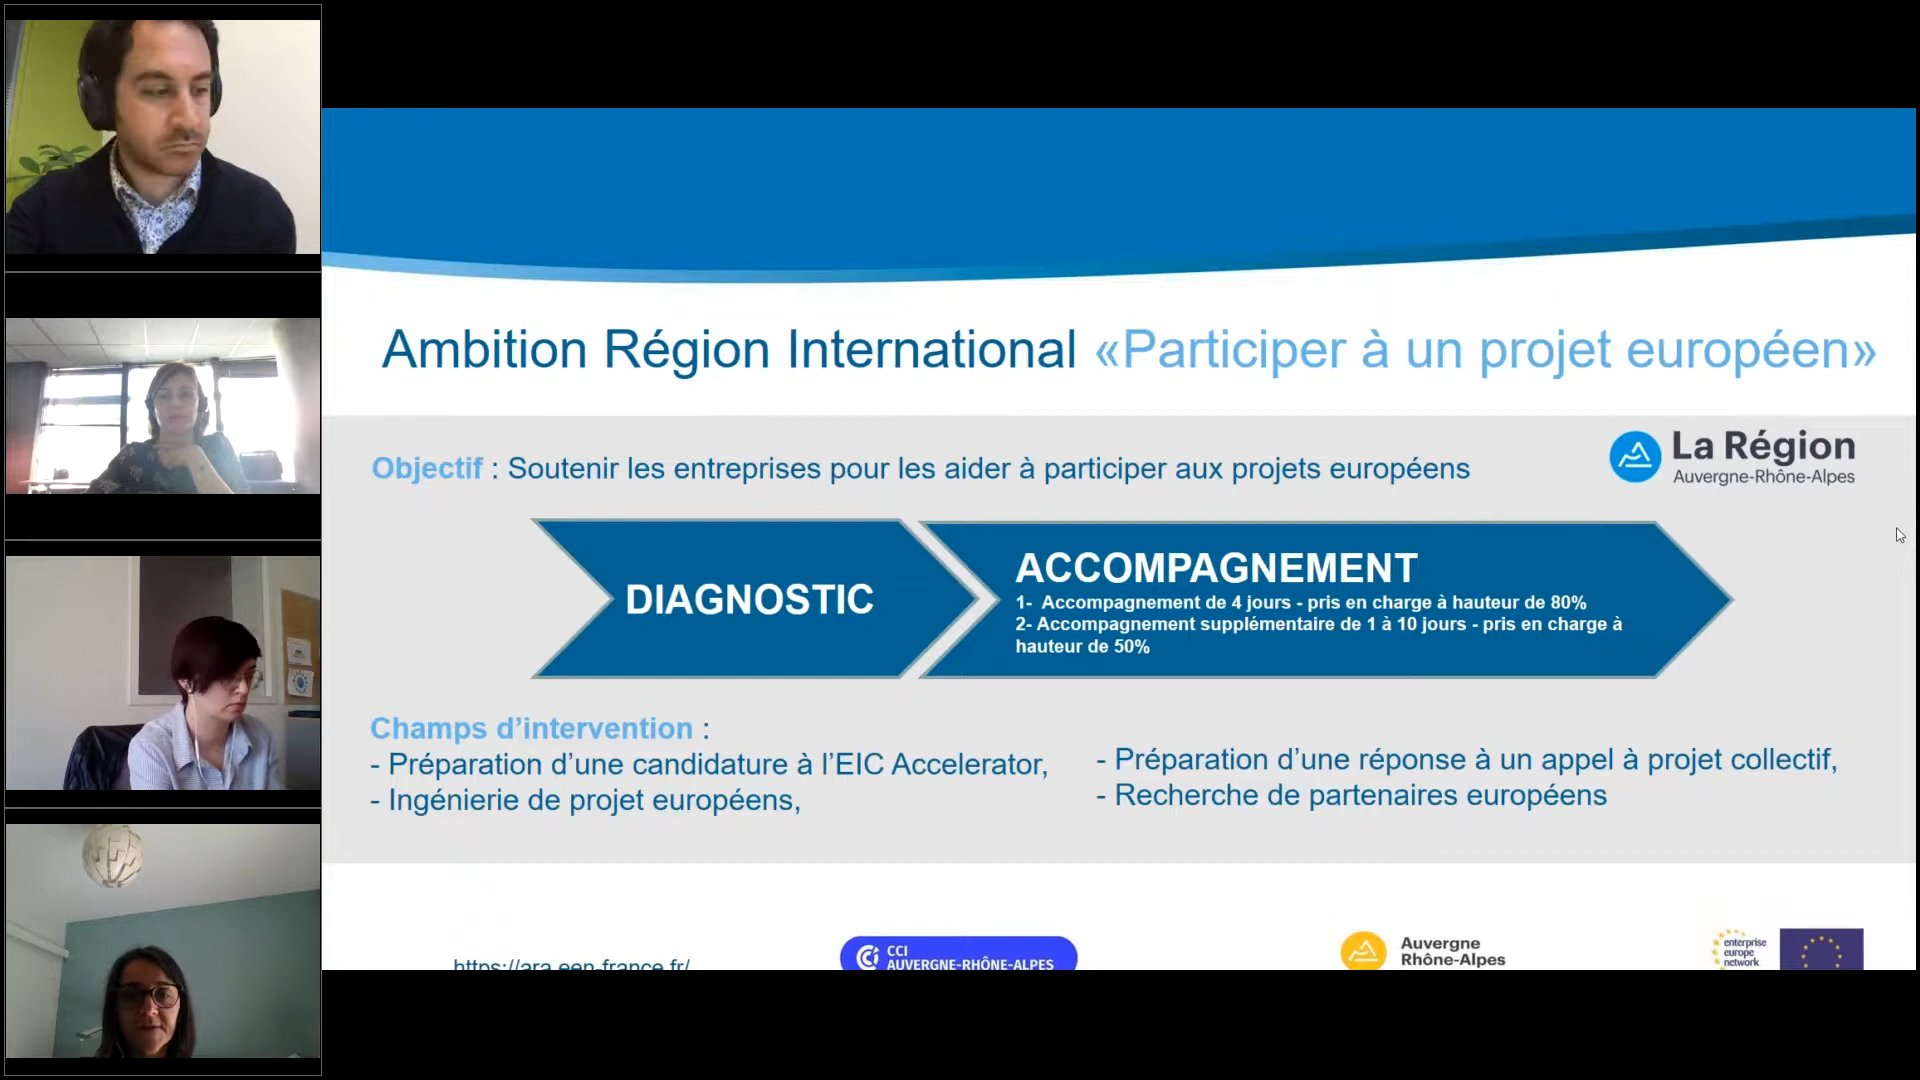 Ambition Région International «Participer à un projet européen»
Objectif : Soutenir les entreprises pour les aider à participer aux projets européens
La Région
Auvergne-Rhône-Alpes
DIAGNOSTIC
ACCOMPAGNEMENT
1- Accompagnement de 4 jours - pris en charge à hauteur de 80%
2- Accompagnement supplémentaire de 1 à 10 jours - pris en charge à
hauteur de 50%
Champs d’intervention :
- Préparation d’une candidature à l’EIC Accelerator,
- Ingénierie de projet européens,
- Préparation d’une réponse à un appel à projet collectif,
- Recherche de partenaires européens
https://ara.een-france.fr/
CCI
AUVERGNE-RHÔNE-ALPES
Auvergne
Rhône-Alpes
enterprise
europe
network